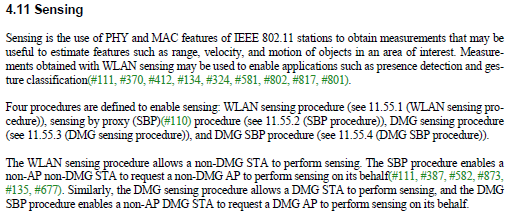 4.11 Sensing
Sensing is the use of PHY and MAC features of IEEE 802.11 stations to obtain measurements that may be
useful to estimate features such as range, velocity, and motion of objects in an area of interest. Measure-
ments obtained with WLAN sensing may be used to enable applications such as presence detection and ges-
ture classification(#111, #370, #412, #134, #324, #581, #802, #817, #801).
Four procedures are defined to enable sensing: WLAN sensing procedure (see 11.55.1 (WLAN sensing pro-
cedure)), sensing by proxy (SBP)(#110) procedure (see 11.55.2 (SBP procedure)), DMG sensing procedure
(see 11.55.3 (DMG sensing procedure)), and DMG SBP procedure (see 11.55.4 (DMG SBP procedure)).
The WLAN sensing procedure allows a non-DMG STA to perform sensing. The SBP procedure enables a
non-AP non-DMG STA to request a non-DMG AP to perform sensing on its behalf(#111, #387, #582, #873,
#135, #677). Similarly, the DMG sensing procedure allows a DMG STA to perform sensing, and the DMG
SBP procedure enables a non-AP DMG STA to request a DMG AP to perform sensing on its behalf.